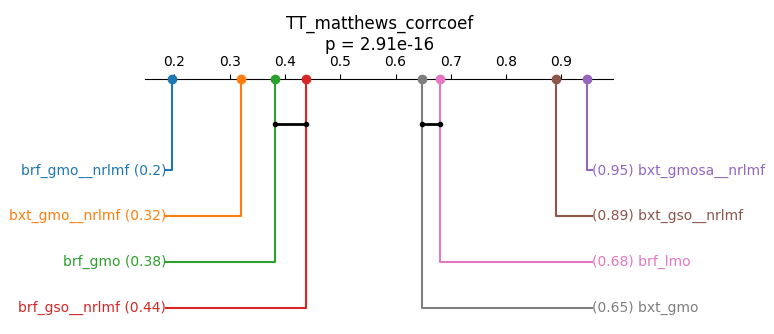 TT_matthews_corrcoef
p = 2.91e-16
0.2 0.3 0.4 0.5 0.6 0.7 0.8 0.9
brf_gmo__nrlmf (0.2) (0.95) bxt_gmosa__nrlmf
bxt_gmo__nrlmf (0.32) (0.89) bxt_gso__nrlmf
brf_gmo (0.38) (0.68) brf_lmo
brf_gso__nrlmf (0.44) (0.65) bxt_gmo